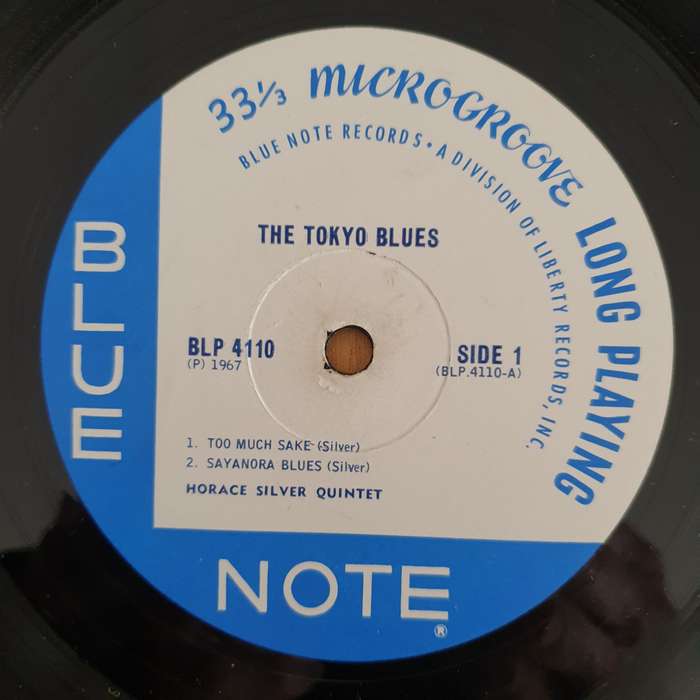 33⅓ MICROGROOVE LONG PLAYING
BLUE NOTE RECORDS • A DIVISION OF LIBERTY RECORDS, INC.
THE TOKYO BLUES
BLP 4110
(P) 1967
SIDE 1
(BLP.4110-A)
1. TOO MUCH SAKE (Silver)
2. SAYANORA BLUES (Silver)
HORACE SILVER QUINTET
BLUE
NOTE
®